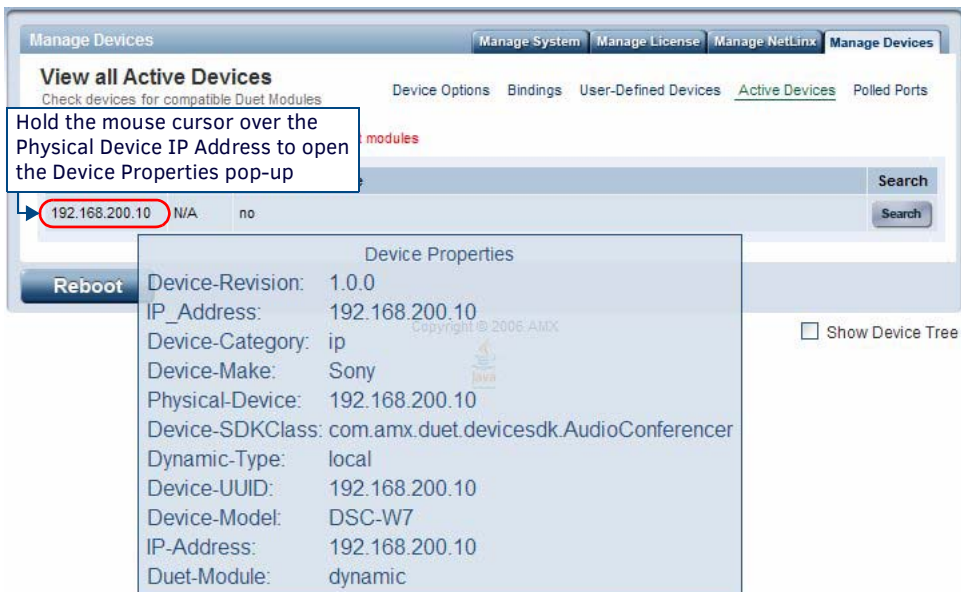 Manage Devices
Manage System Manage License Manage NetLinx Manage Devices
View all Active Devices
Check devices for compatible Duet Modules
Device Options Bindings User-Defined Devices Active Devices Polled Ports
Hold the mouse cursor over the
Physical Device IP Address to open
the Device Properties pop-up
modules
Search
192.168.200.10 N/A no Search
Reboot
Device Properties
Device-Revision: 1.0.0
IP_Address: 192.168.200.10
Copyright © 2006 AMX
Device-Category: ip
Device-Make: Sony
Java
Physical-Device: 192.168.200.10
Device-SDKClass: com.amx.duet.devicesdk.AudioConferencer
Dynamic-Type: local
Device-UUID: 192.168.200.10
Device-Model: DSC-W7
IP-Address: 192.168.200.10
Duet-Module: dynamic
Show Device Tree